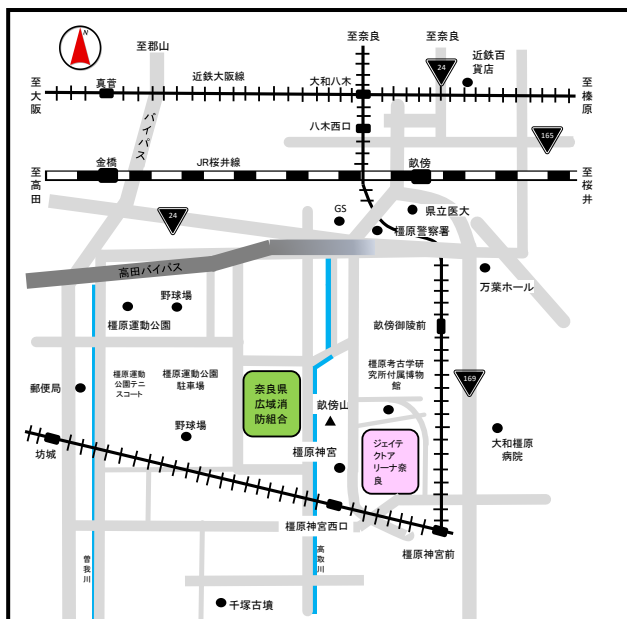 N
至郡山
至奈良
至奈良
近鉄百
貨店
24
至大阪
真菅
近鉄大阪線
大和八木
至榛原
バイパス
八木西口
165
至高田
金橋
JR桜井線
畝傍
至桜井
24
GS
県立医大
橿原警察署
高田バイパス
万葉ホール
野球場
橿原運動公園
畝傍御陵前
橿原運動
公園テニ
スコート
橿原運動公園
駐車場
奈良県
広域消
防組合
橿原考古学研
究所付属博物
館
169
郵便局
畝傍山
野球場
ジェイテ
クトア
リーナ奈
良
大和橿原
病院
坊城
橿原神宮
橿原神宮西口
橿原神宮前
曽我川
高取川
千塚古墳